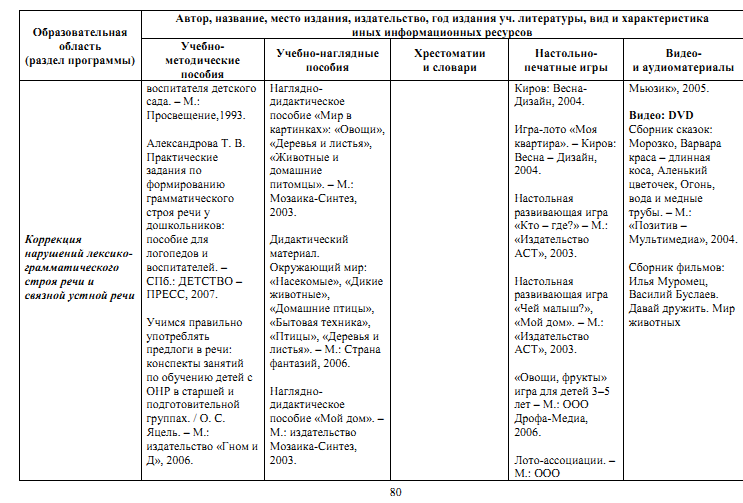 Образовательная
область
(раздел программы)
Автор, название, место издания, издательство, год издания уч. литературы, вид и характеристика
иных информационных ресурсов
Учебно-
методические
пособия
Учебно-наглядные
пособия
Хрестоматии
и словари
Настольно-
печатные игры
Видео-
и аудиоматериалы
Коррекция
нарушений лексико-
грамматического
строя речи и
связной устной речи
воспитателя детского
сада. – М.:
Просвещение,1993.
Александрова Т. В.
Практические
задания по
формированию
грамматического
строя речи у
дошкольников:
пособие для
логопедов и
воспитателей. –
СПб.: ДЕТСТВО –
ПРЕСС, 2007.
Учимся правильно
употреблять
предлоги в речи:
конспекты занятий
по обучению детей с
ОНР в старшей и
подготовительной
группах. / О. С.
Яцель. – М.:
издательство «Гном и
Д», 2006.
Наглядно-
дидактическое
пособие «Мир в
картинках»: «Овощи»,
«Деревья и листья»,
«Животные и
домашние
питомцы». – М.:
Мозаика-Синтез,
2003.
Дидактический
материал.
Окружающий мир:
«Насекомые», «Дикие
животные»,
«Домашние птицы»,
«Бытовая техника»,
«Птицы», «Деревья и
листья». – М.: Страна
фантазий, 2006.
Наглядно-
дидактическое
пособие «Мой дом». –
М.: издательство
Мозаика-Синтез,
2003.
Киров: Весна-
Дизайн, 2004.
Игра-лото «Моя
квартира». – Киров:
Весна – Дизайн,
2004.
Настольная
развивающая игра
«Кто – где?» – М.:
«Издательство
АСТ», 2003.
Настольная
развивающая игра
«Чей малыш?»,
«Мой дом». – М.:
«Издательство
АСТ», 2003.
«Овощи, фрукты»
игра для детей 3–5
лет – М.: ООО
Дрофа-Медиа,
2006.
Лото-ассоциации. –
М.: ООО
Мьюзик», 2005.
Видео: DVD
Сборник сказок:
Морозко, Варвара
краса – длинная
коса, Аленький
цветочек, Огонь,
вода и медные
трубы. – М.:
«Позитив –
Мультимедиа», 2004.
Сборник фильмов:
Илья Муромец,
Василий Буслаев.
Давай дружить. Мир
животных
80